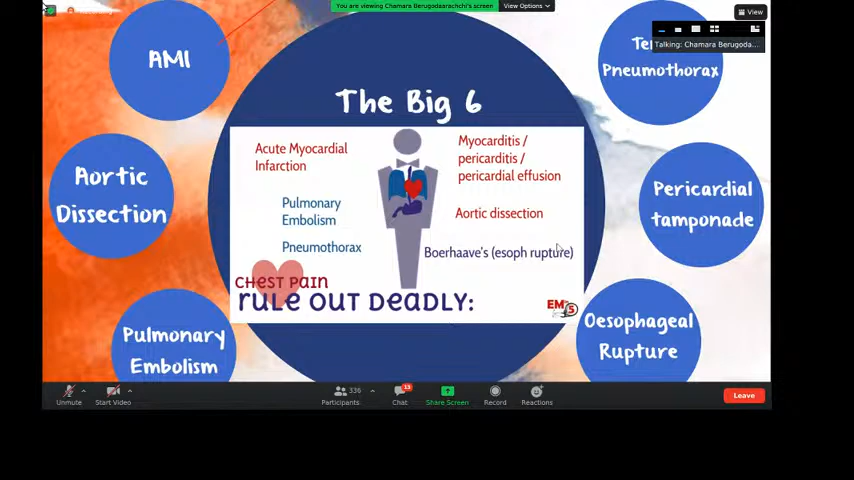 You are viewing Chamara Berugodaarachchi's screen
View Options
View
Talking: Chamara Berugoda...
AMI
Pneumothorax
The Big 6
Aortic
Dissection
Acute Myocardial
Infarction
Pulmonary
Embolism
Pneumothorax
Myocarditis /
pericarditis /
pericardial effusion
Aortic dissection
Boerhaave's (esoph rupture)
CHEST PAIN
RULE OUT DEADLY:
EM
5
Pericardial
tamponade
Pulmonary
Embolism
Oesophageal
Rupture
Unmute
Start Video
336
Participants
13
Chat
Share Screen
Record
Reactions
Leave